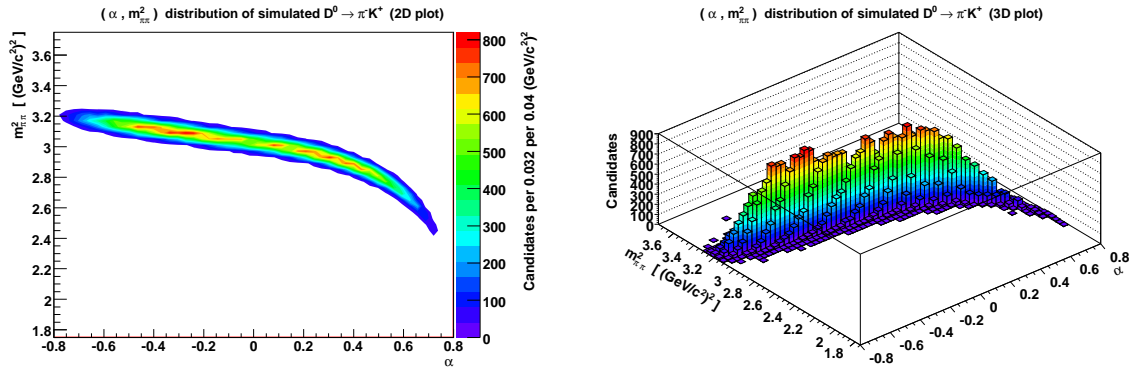 ( α , m²ππ ) distribution of simulated D⁰ → π⁻K⁺ (2D plot)
m²ππ [ (GeV/c²)² ]
3.6
3.4
3.2
3
2.8
2.6
2.4
2.2
2
1.8
-0.8 -0.6 -0.4 -0.2 0 0.2 0.4 0.6 0.8
α
800
700
600
500
400
300
200
100
0
Candidates per 0.032 per 0.04 (GeV/c²)²
( α , m²ππ ) distribution of simulated D⁰ → π⁻K⁺ (3D plot)
Candidates
900
800
700
600
500
400
300
200
100
0
m²ππ [ (GeV/c²)² ]
3.6 3.4 3.2 3 2.8 2.6 2.4 2.2 2 1.8
-0.8 -0.6 -0.4 -0.2 0 0.2 0.4 0.6 0.8
α